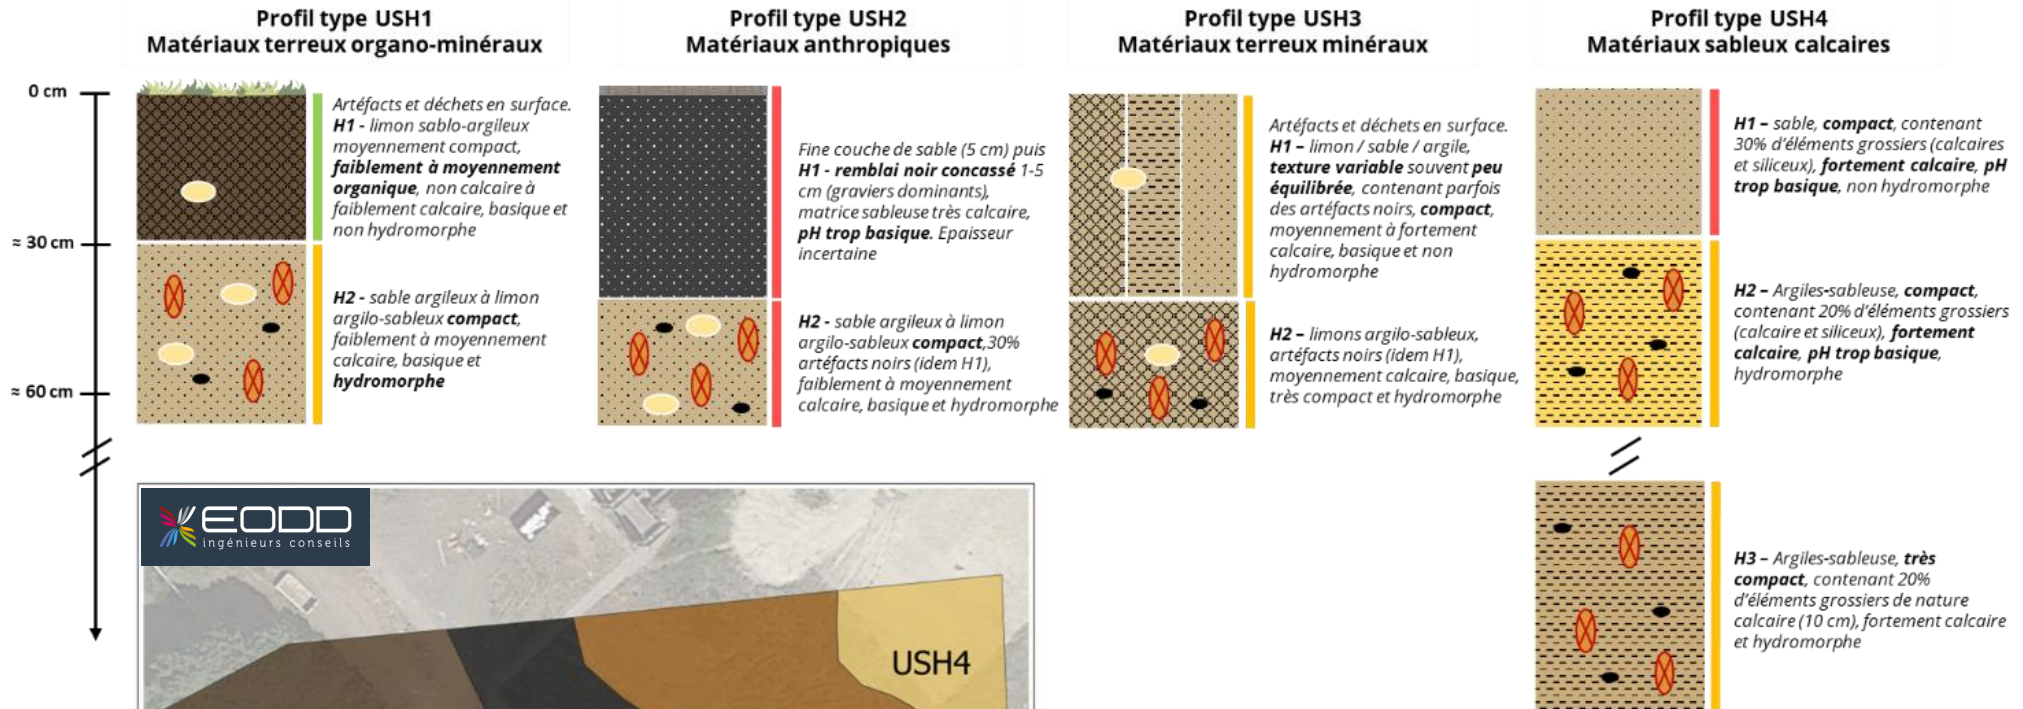 Profil type USH1
Matériaux terreux organo-minéraux
Profil type USH2
Matériaux anthropiques
Profil type USH3
Matériaux terreux minéraux
Profil type USH4
Matériaux sableux calcaires
0 cm
≈ 30 cm
≈ 60 cm
Artéfacts et déchets en surface.
H1 - limon sablo-argileux
moyennement compact,
faiblement à moyennement
organique, non calcaire à
faiblement calcaire, basique et
non hydromorphe
H2 - sable argileux à limon
argilo-sableux compact,
faiblement à moyennement
calcaire, basique et
hydromorphe
Fine couche de sable (5 cm) puis
H1 - remblai noir concassé 1-5
cm (graviers dominants),
matrice sableuse très calcaire,
pH trop basique. Epaisseur
incertaine
H2 - sable argileux à limon
argilo-sableux compact,30%
artéfacts noirs (idem H1),
faiblement à moyennement
calcaire, basique et hydromorphe
Artéfacts et déchets en surface.
H1 – limon / sable / argile,
texture variable souvent peu
équilibrée, contenant parfois
des artéfacts noirs, compact,
moyennement à fortement
calcaire, basique et non
hydromorphe
H2 – limons argilo-sableux,
artéfacts noirs (idem H1),
moyennement calcaire, basique,
très compact et hydromorphe
H1 – sable, compact, contenant
30% d'éléments grossiers (calcaires
et siliceux), fortement calcaire, pH
trop basique, non hydromorphe
H2 – Argiles-sableuse, compact,
contenant 20% d'éléments grossiers
(calcaire et siliceux), fortement
calcaire, pH trop basique,
hydromorphe
H3 – Argiles-sableuse, très
compact, contenant 20%
d'éléments grossiers de nature
calcaire (10 cm), fortement calcaire
et hydromorphe
EODD
ingénieurs conseils
USH4